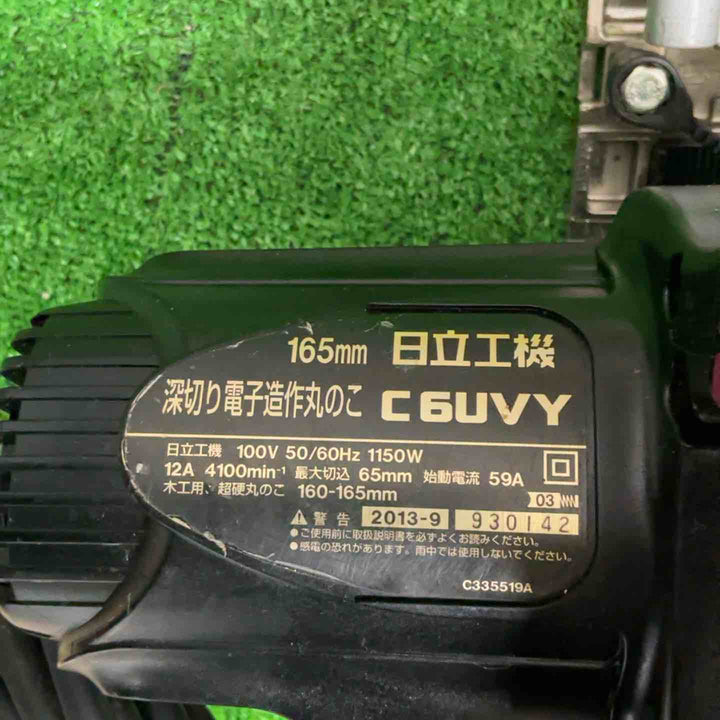 165mm 日立工機
深切り電子造作丸のこ C6UVY
日立工機 100V 50/60Hz 1150W
12A 4100min⁻¹ 最大切込 65mm 始動電流 59A
木工用、超硬丸のこ 160-165mm
03
警告 2013-9 930142
●ご使用前に取扱説明書を必ずよくお読みください。
●感電の恐れがあります。雨中では使用しないでください。
C335519A